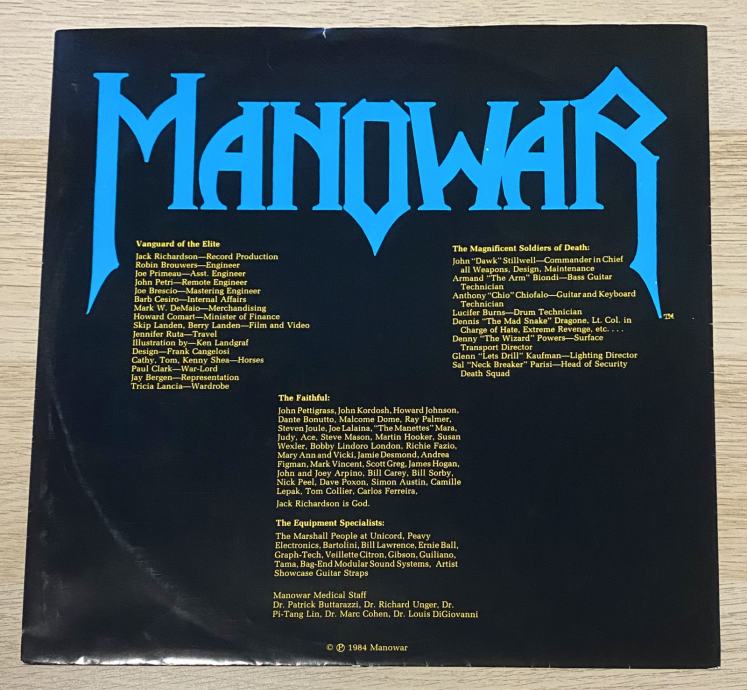 MANOWAR
TM
Vanguard of the Elite
Jack Richardson—Record Production
Robin Brouwers—Engineer
Joe Primeau—Asst. Engineer
John Petri—Remote Engineer
Joe Brescio—Mastering Engineer
Barb Cesiro—Internal Affairs
Mark W. DeMaio—Merchandising
Howard Comart—Minister of Finance
Skip Landen, Berry Landen—Film and Video
Jennifer Ruta—Travel
Illustration by—Ken Landgraf
Design—Frank Cangelosi
Cathy, Tom, Kenny Shea—Horses
Paul Clark—War-Lord
Jay Bergen—Representation
Tricia Lancia—Wardrobe
The Magnificent Soldiers of Death:
John "Dawk" Stillwell—Commander in Chief
all Weapons, Design, Maintenance
Armand "The Arm" Biondi—Bass Guitar
Technician
Anthony "Chio" Chiofalo—Guitar and Keyboard
Technician
Lucifer Burns—Drum Technician
Dennis "The Mad Snake" Dragone, Lt. Col. in
Charge of Hate, Extreme Revenge, etc. . . .
Denny "The Wizard" Powers—Surface
Transport Director
Glenn "Lets Drill" Kaufman—Lighting Director
Sal "Neck Breaker" Parisi—Head of Security
Death Squad
The Faithful:
John Pettigrass, John Kordosh, Howard Johnson,
Dante Bonutto, Malcome Dome, Ray Palmer,
Steven Joule, Joe Lalaina, "The Manettes" Mara,
Judy, Ace, Steve Mason, Martin Hooker, Susan
Wexler, Bobby Lindoro London, Richie Fazio,
Mary Ann and Vicki, Jamie Desmond, Andrea
Figman, Mark Vincent, Scott Greg, James Hogan,
John and Joey Arpino, Bill Carey, Bill Sorby,
Nick Peel, Dave Poxon, Simon Austin, Camille
Lepak, Tom Collier, Carlos Ferreira,
Jack Richardson is God.
The Equipment Specialists:
The Marshall People at Unicord, Peavy
Electronics, Bartolini, Bill Lawrence, Ernie Ball,
Graph-Tech, Veillette Citron, Gibson, Guiliano,
Tama, Bag-End Modular Sound Systems, Artist
Showcase Guitar Straps
Manowar Medical Staff
Dr. Patrick Buttarazzi, Dr. Richard Unger, Dr.
Pi-Tang Lin, Dr. Marc Cohen, Dr. Louis DiGiovanni
© ℗ 1984 Manowar